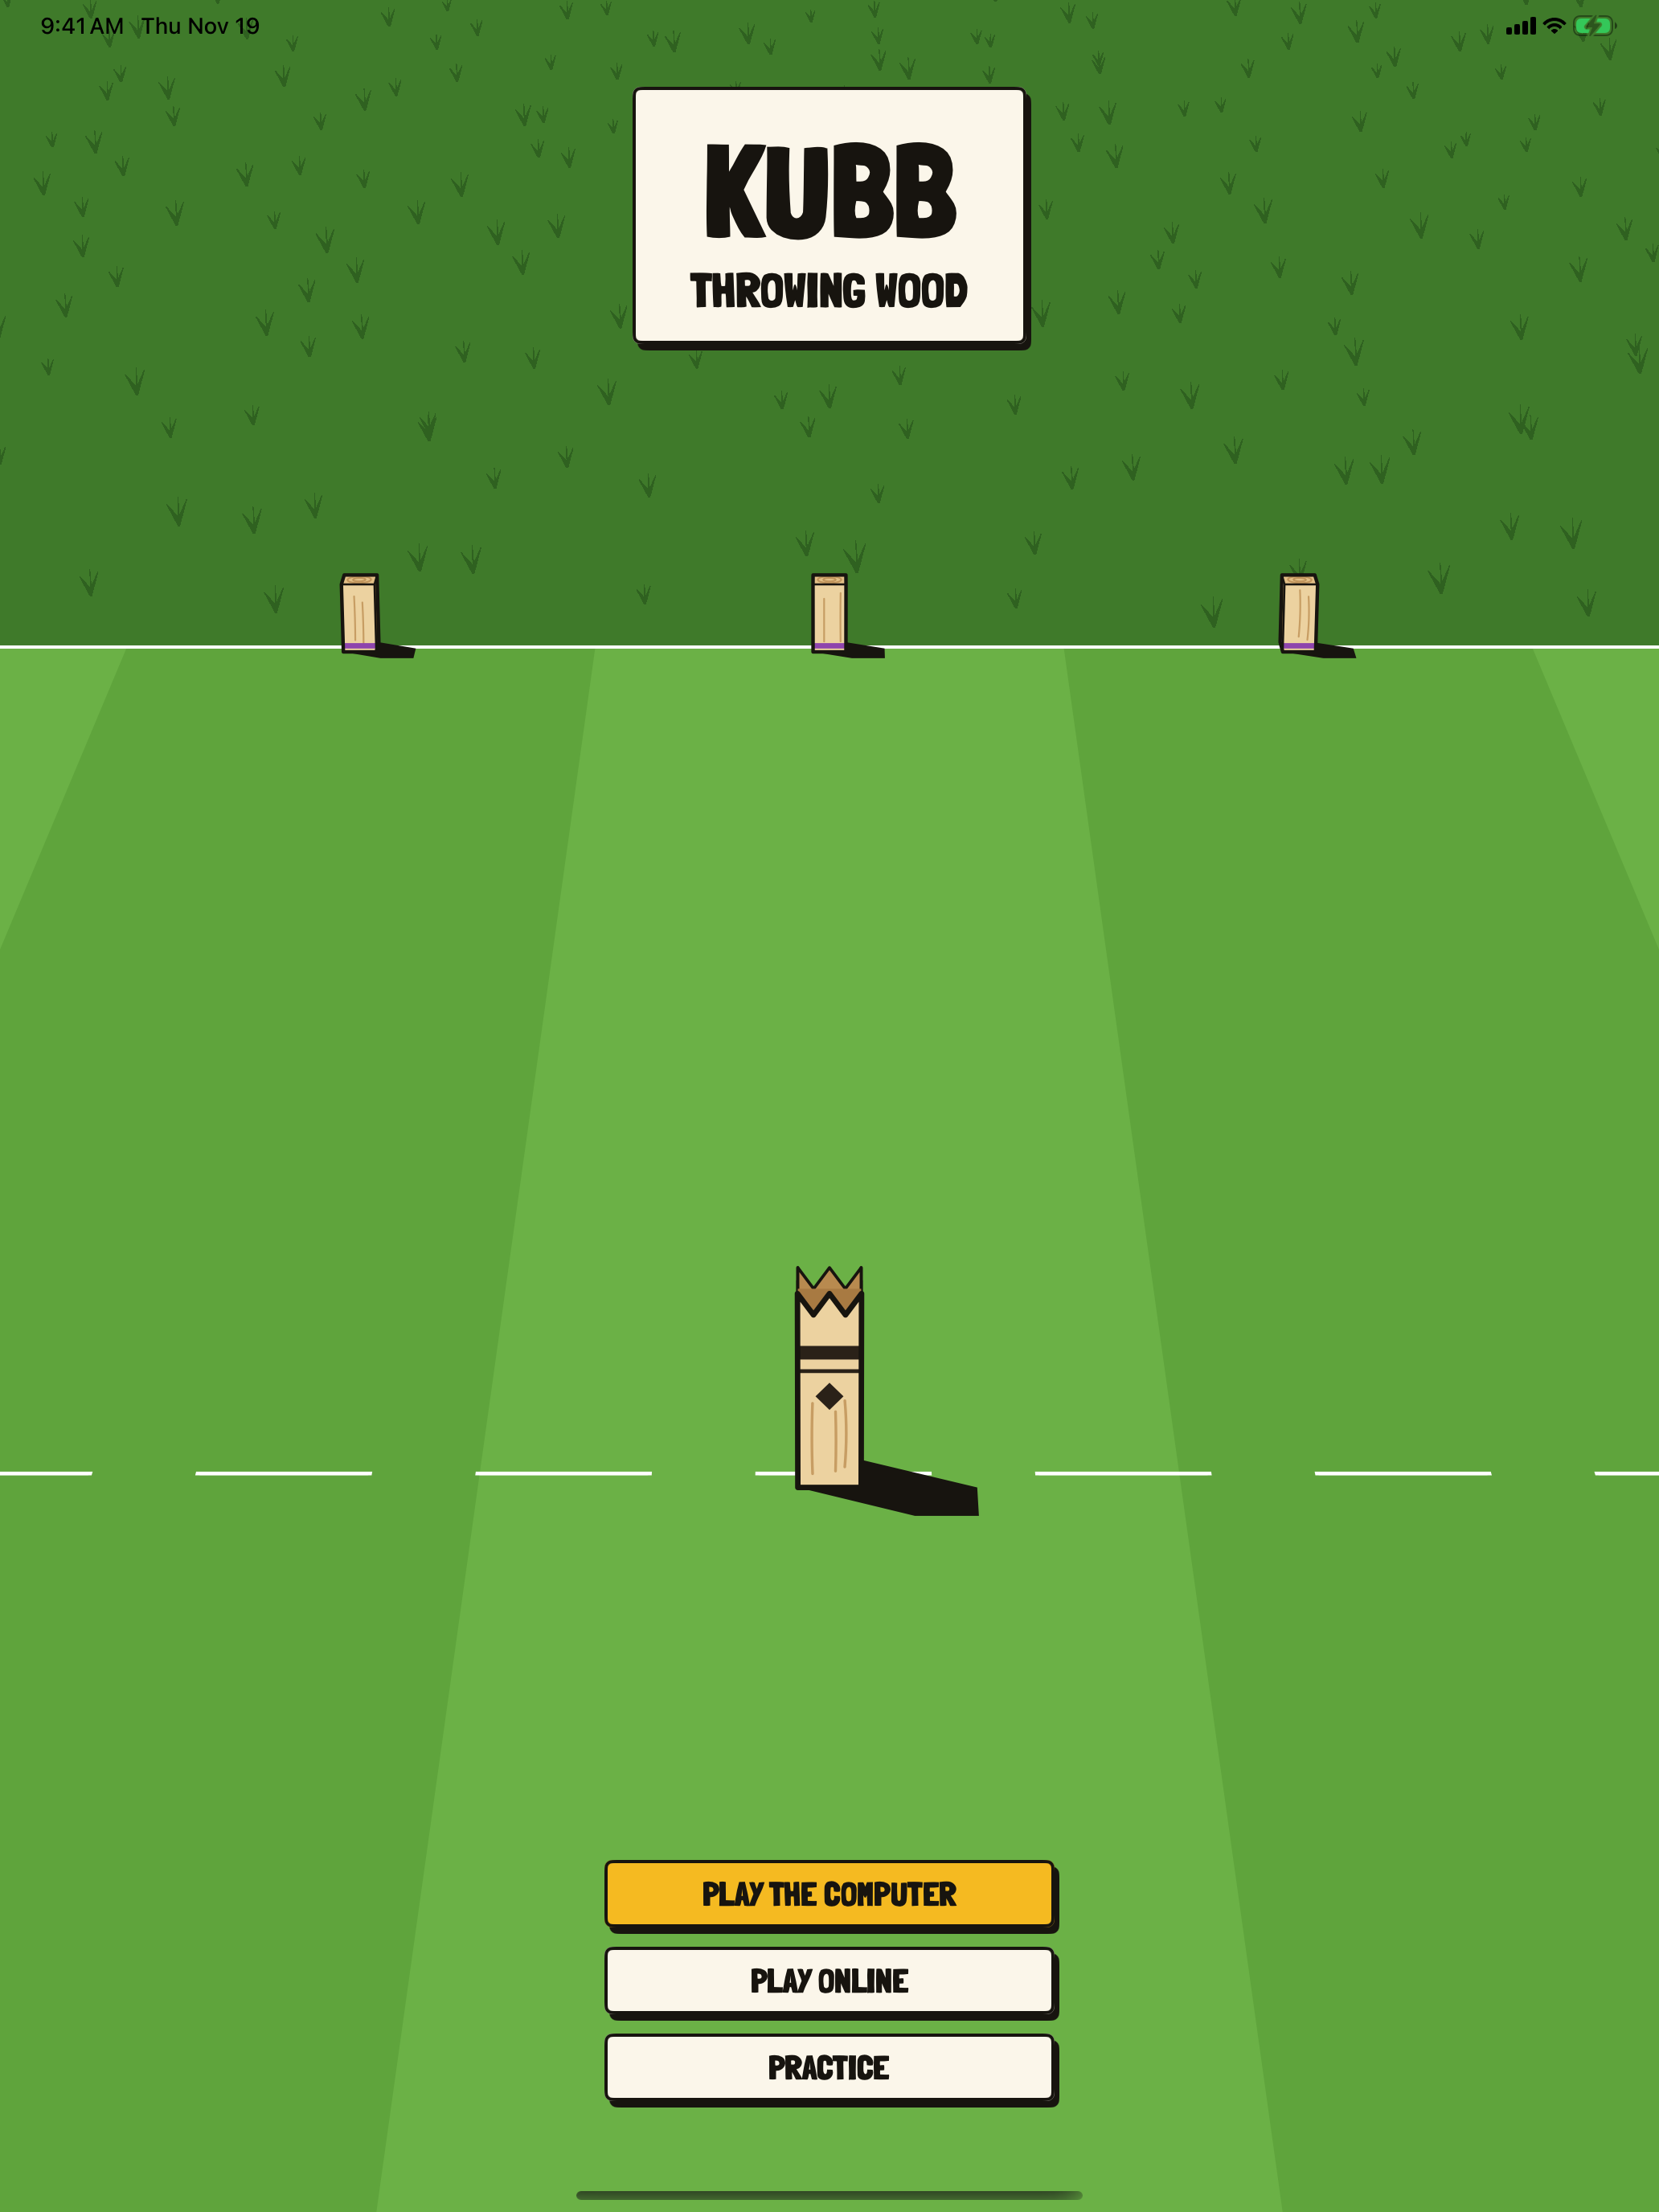 9:41 AM Thu Nov 19
KUBB
THROWING WOOD
PLAY THE COMPUTER
PLAY ONLINE
PRACTICE